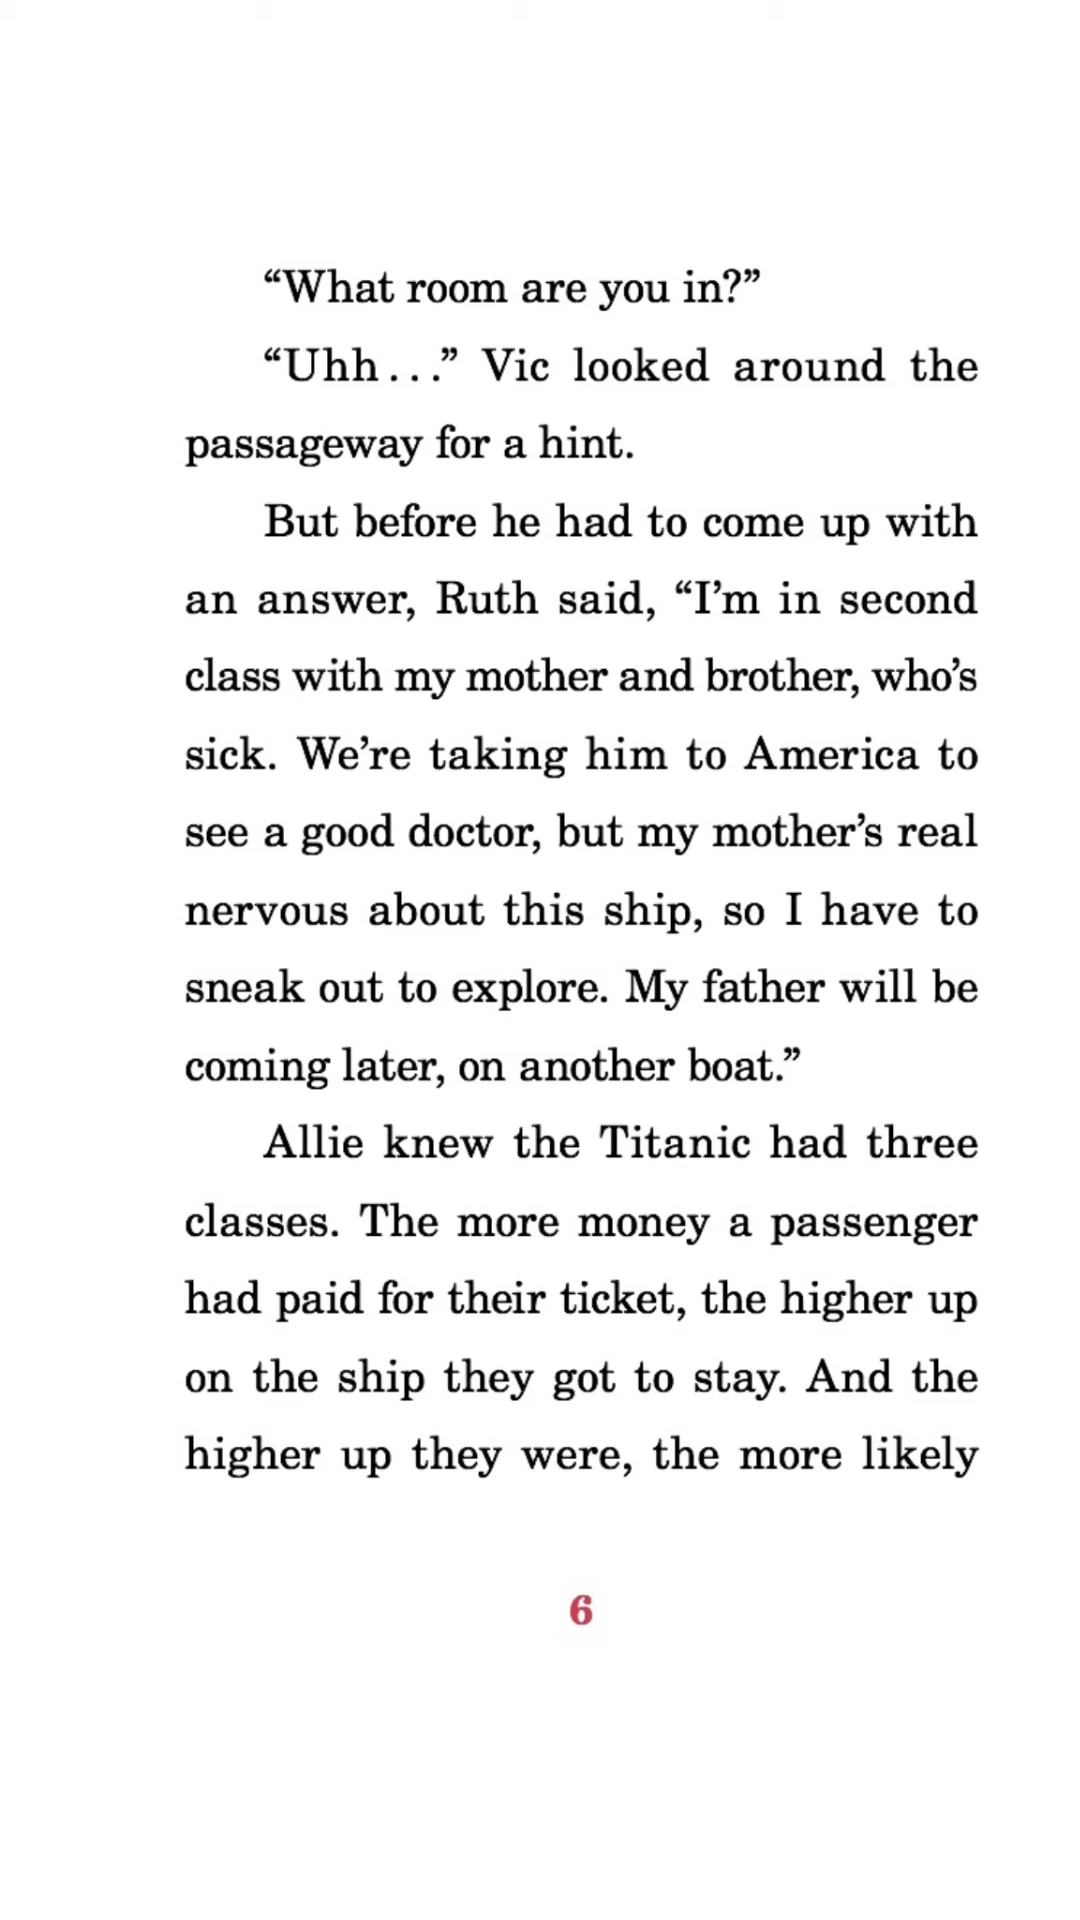 “What room are you in?”
“Uhh . . .” Vic looked around the
passageway for a hint.
But before he had to come up with
an answer, Ruth said, “I’m in second
class with my mother and brother, who’s
sick. We’re taking him to America to
see a good doctor, but my mother’s real
nervous about this ship, so I have to
sneak out to explore. My father will be
coming later, on another boat.”
Allie knew the Titanic had three
classes. The more money a passenger
had paid for their ticket, the higher up
on the ship they got to stay. And the
higher up they were, the more likely
6